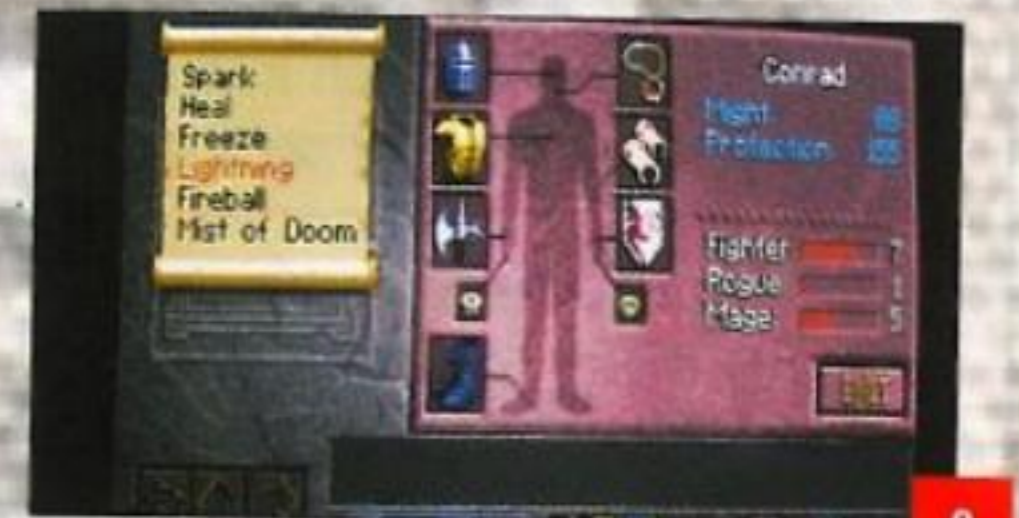 Spark
Heal
Freeze
Lightning
Fireball
Mist of Doom
Conrad
Might
Protection
Fighter 7
Rogue 1
Mage 5